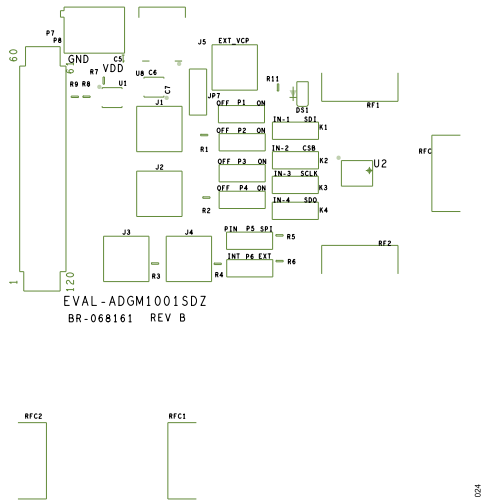 P7
P8
60
61
GND
C5
VDD
R7
R9 R8
U1
U8 C6
C7
J5
EXT_VCP
JP7
R11
DS1
RF1
J1
OFF P1 ON
IN-1 SDI
K1
R1
OFF P2 ON
IN-2 CSB
K2
RFC
U2
J2
OFF P3 ON
IN-3 SCLK
K3
OFF P4 ON
IN-4 SDO
K4
R2
J3
J4
PIN P5 SPI
R5
RF2
INT P6 EXT
R6
R3
R4
1
120
EVAL-ADGM1001SDZ
BR-068161 REV B
RFC2
RFC1
024